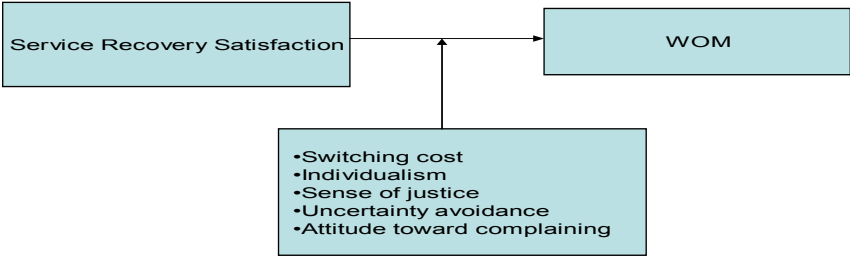 Service Recovery Satisfaction
WOM
•Switching cost
•Individualism
•Sense of justice
•Uncertainty avoidance
•Attitude toward complaining